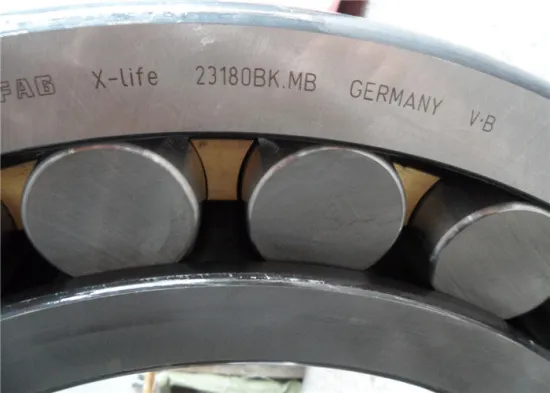 FAG X-life 23180BK.MB GERMANY V·B